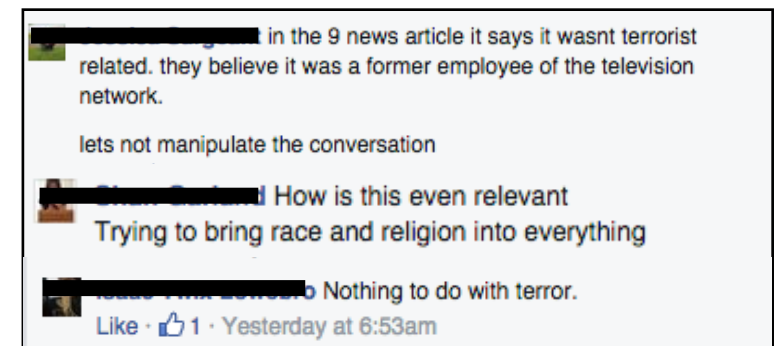 in the 9 news article it says it wasnt terrorist
related. they believe it was a former employee of the television
network.
lets not manipulate the conversation
How is this even relevant
Trying to bring race and religion into everything
Nothing to do with terror.
Like · 1 · Yesterday at 6:53am